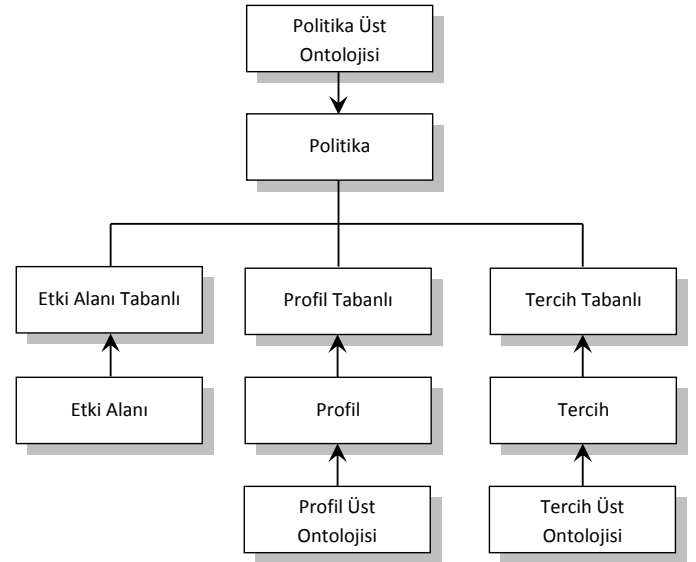 Politika Üst
Ontolojisi
Politika
Etki Alanı Tabanlı
Profil Tabanlı
Tercih Tabanlı
Etki Alanı
Profil
Tercih
Profil Üst
Ontolojisi
Tercih Üst
Ontolojisi